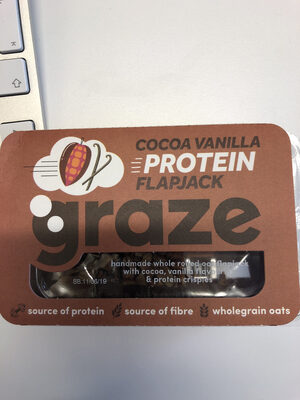 COCOA VANILLA
PROTEIN
FLAPJACK
graze
handmade whole rolled oat flapjack
with cocoa, vanilla flavour
& protein crispies
source of protein
source of fibre
wholegrain oats